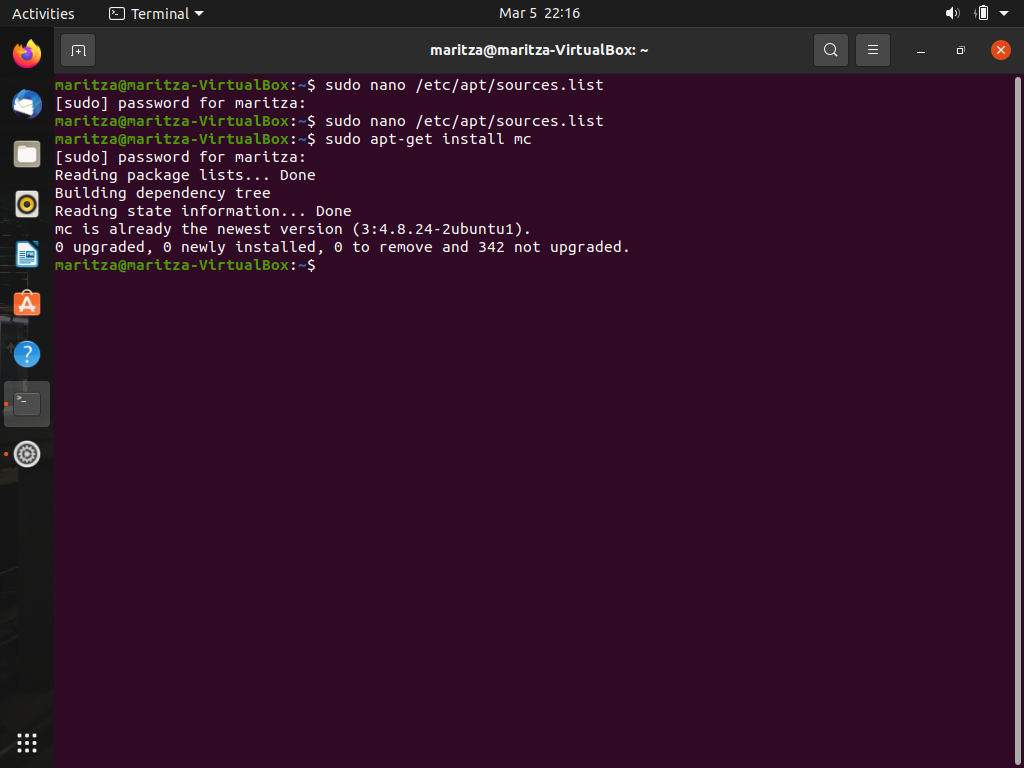 Activities
Terminal
Mar 5 22:16
maritza@maritza-VirtualBox: ~
maritza@maritza-VirtualBox:~$ sudo nano /etc/apt/sources.list
[sudo] password for maritza:
maritza@maritza-VirtualBox:~$ sudo nano /etc/apt/sources.list
maritza@maritza-VirtualBox:~$ sudo apt-get install mc
[sudo] password for maritza:
Reading package lists... Done
Building dependency tree
Reading state information... Done
mc is already the newest version (3:4.8.24-2ubuntu1).
0 upgraded, 0 newly installed, 0 to remove and 342 not upgraded.
maritza@maritza-VirtualBox:~$